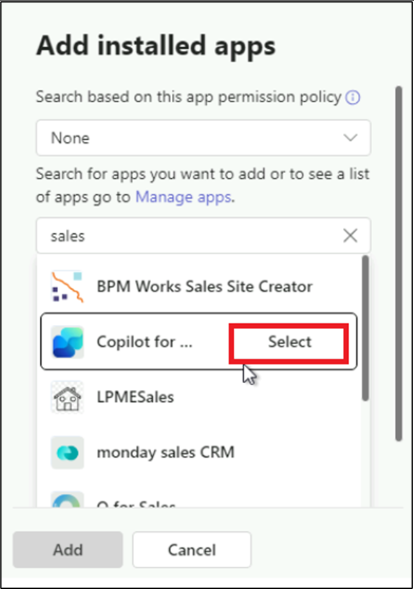 Add installed apps
Search based on this app permission policy
None
Search for apps you want to add or to see a list
of apps go to Manage apps.
sales
BPM Works Sales Site Creator
Copilot for ... Select
LPMESales
monday sales CRM
Q for Sales
Add Cancel